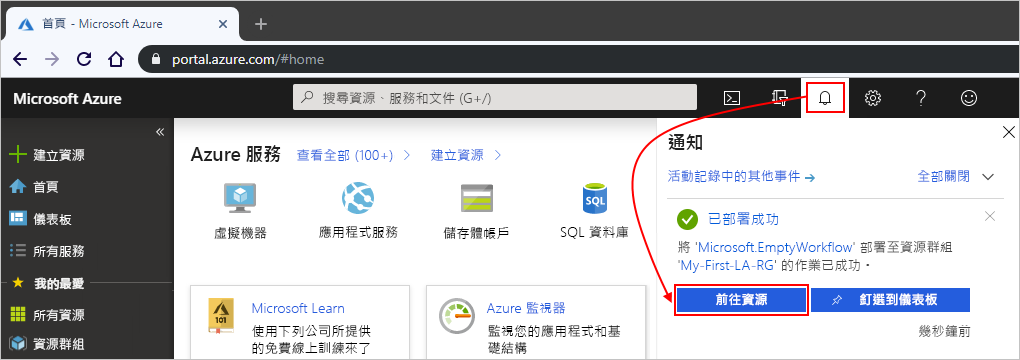 首頁 - Microsoft Azure
portal.azure.com/#home
Microsoft Azure
搜尋資源、服務和文件 (G+/)
建立資源
首頁
儀表板
所有服務
我的最愛
所有資源
資源群組
Azure 服務
查看全部 (100+)
建立資源
虛擬機器
應用程式服務
儲存體帳戶
SQL
SQL 資料庫
101
Microsoft Learn
使用下列公司所提供
的免費線上訓練來了
Azure 監視器
監視您的應用程式和基
礎結構
通知
活動記錄中的其他事件
全部關閉
已部署成功
將 'Microsoft.EmptyWorkflow' 部署至資源群組
'My-First-LA-RG' 的作業已成功。
前往資源
釘選到儀表板
幾秒鐘前